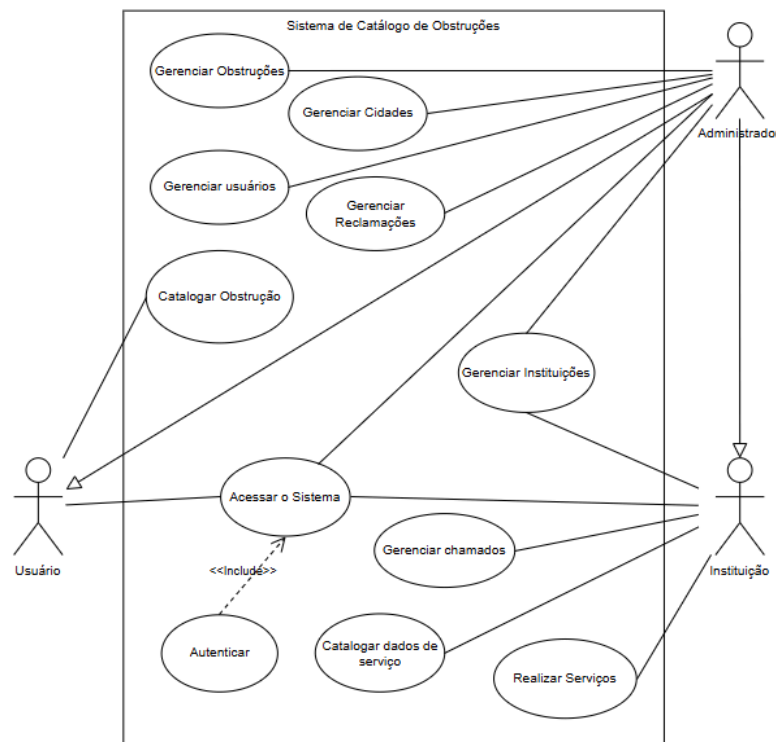 Sistema de Catálogo de Obstruções
Gerenciar Obstruções
Gerenciar Cidades
Administrador
Gerenciar usuários
Gerenciar
Reclamações
Catalogar Obstrução
Gerenciar Instituições
Acessar o Sistema
Gerenciar chamados
<<Include>>
Usuário
Instituição
Autenticar
Catalogar dados de
serviço
Realizar Serviços